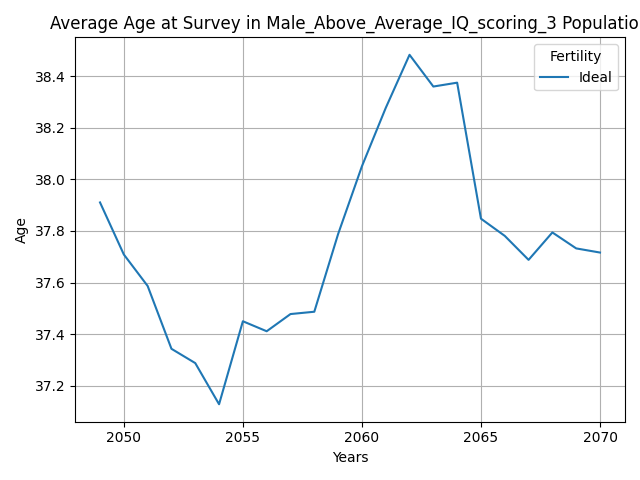 Average Age at Survey in Male_Above_Average_IQ_scoring_3 Populatio
Fertility
Ideal
38.4
38.2
38.0
37.8
37.6
37.4
37.2
Age
2050 2055 2060 2065 2070
Years